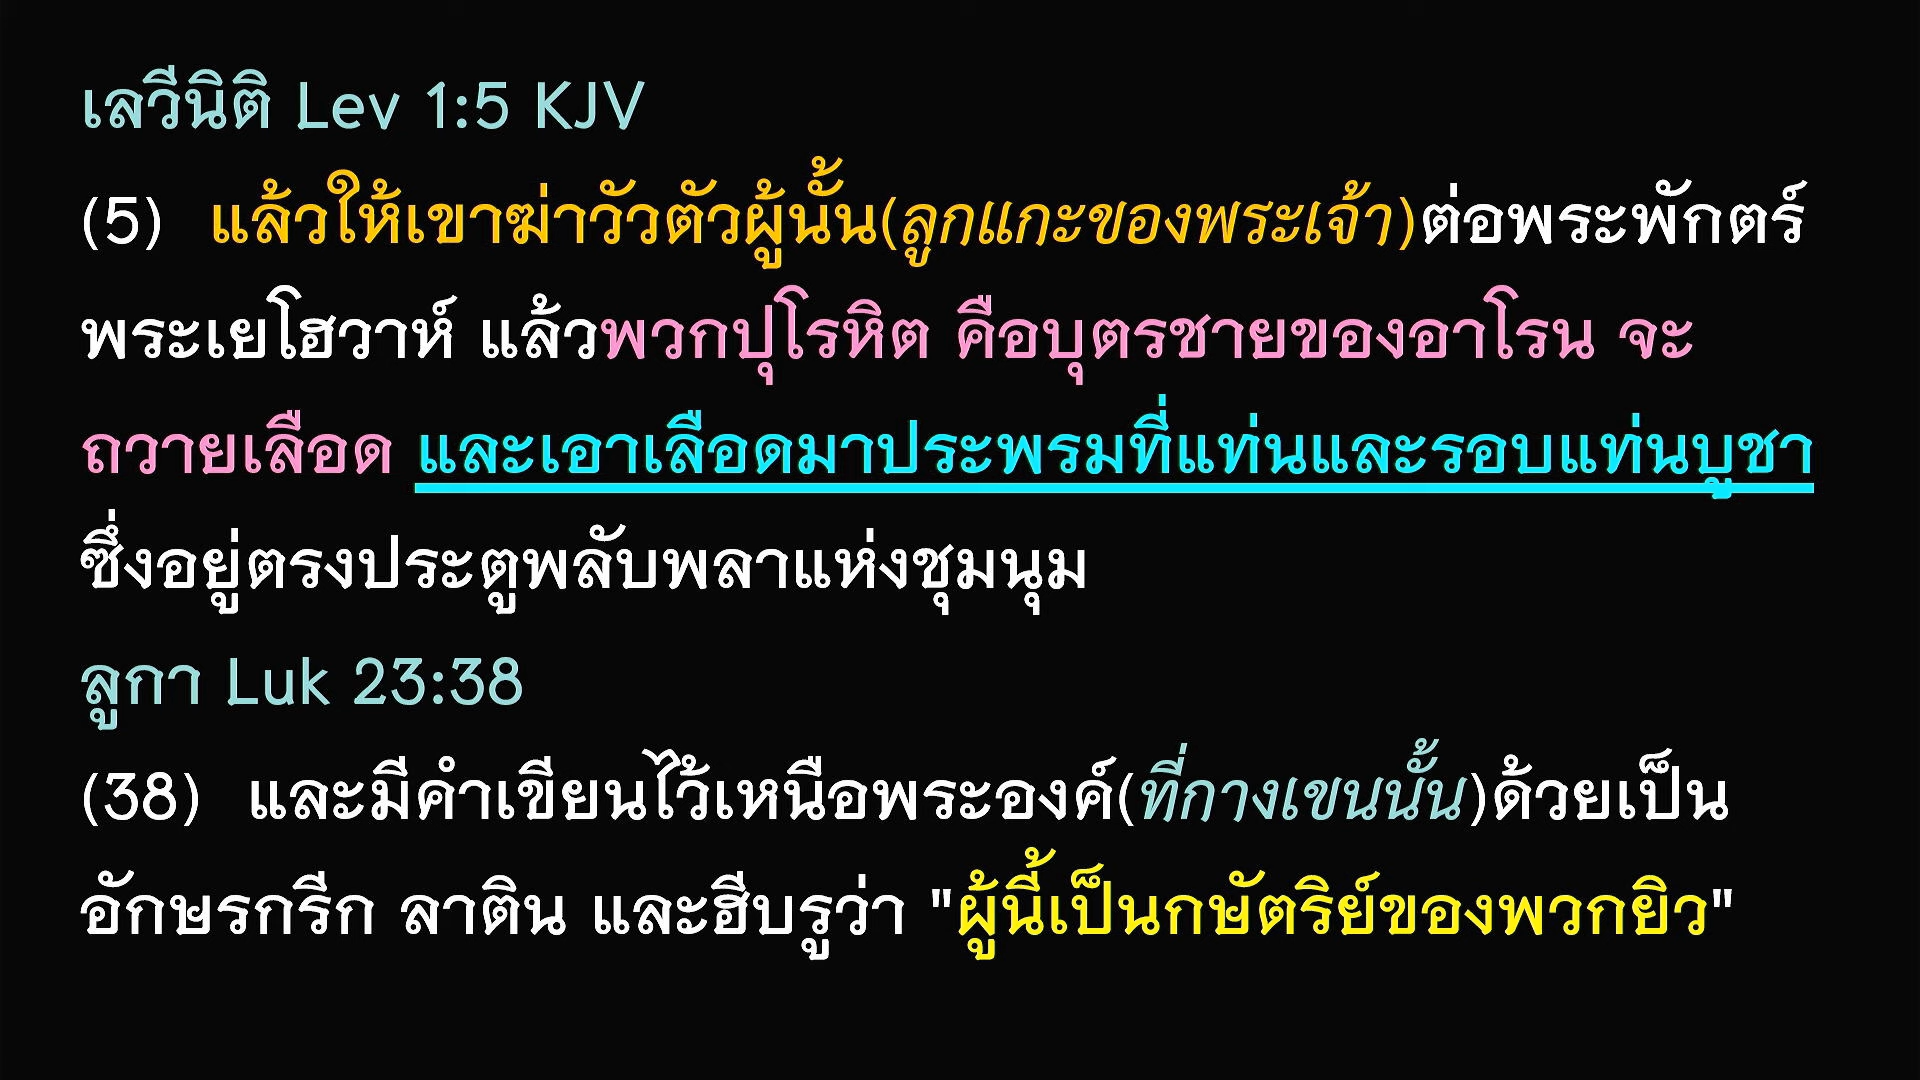 เลวีนิติ Lev 1:5 KJV
(5) แล้วให้เขาฆ่าวัวตัวผู้นั้น(ลูกแกะของพระเจ้า)ต่อพระพักตร์
พระเยโฮวาห์ แล้วพวกปุโรหิต คือบุตรชายของอาโรน จะ
ถวายเลือด และเอาเลือดมาประพรมที่แท่นและรอบแท่นบูชา
ซึ่งอยู่ตรงประตูพลับพลาแห่งชุมนุม
ลูกา Luk 23:38
(38) และมีคำเขียนไว้เหนือพระองค์(ที่กางเขนนั้น)ด้วยเป็น
อักษรกรีก ลาติน และฮีบรูว่า "ผู้นี้เป็นกษัตริย์ของพวกยิว"